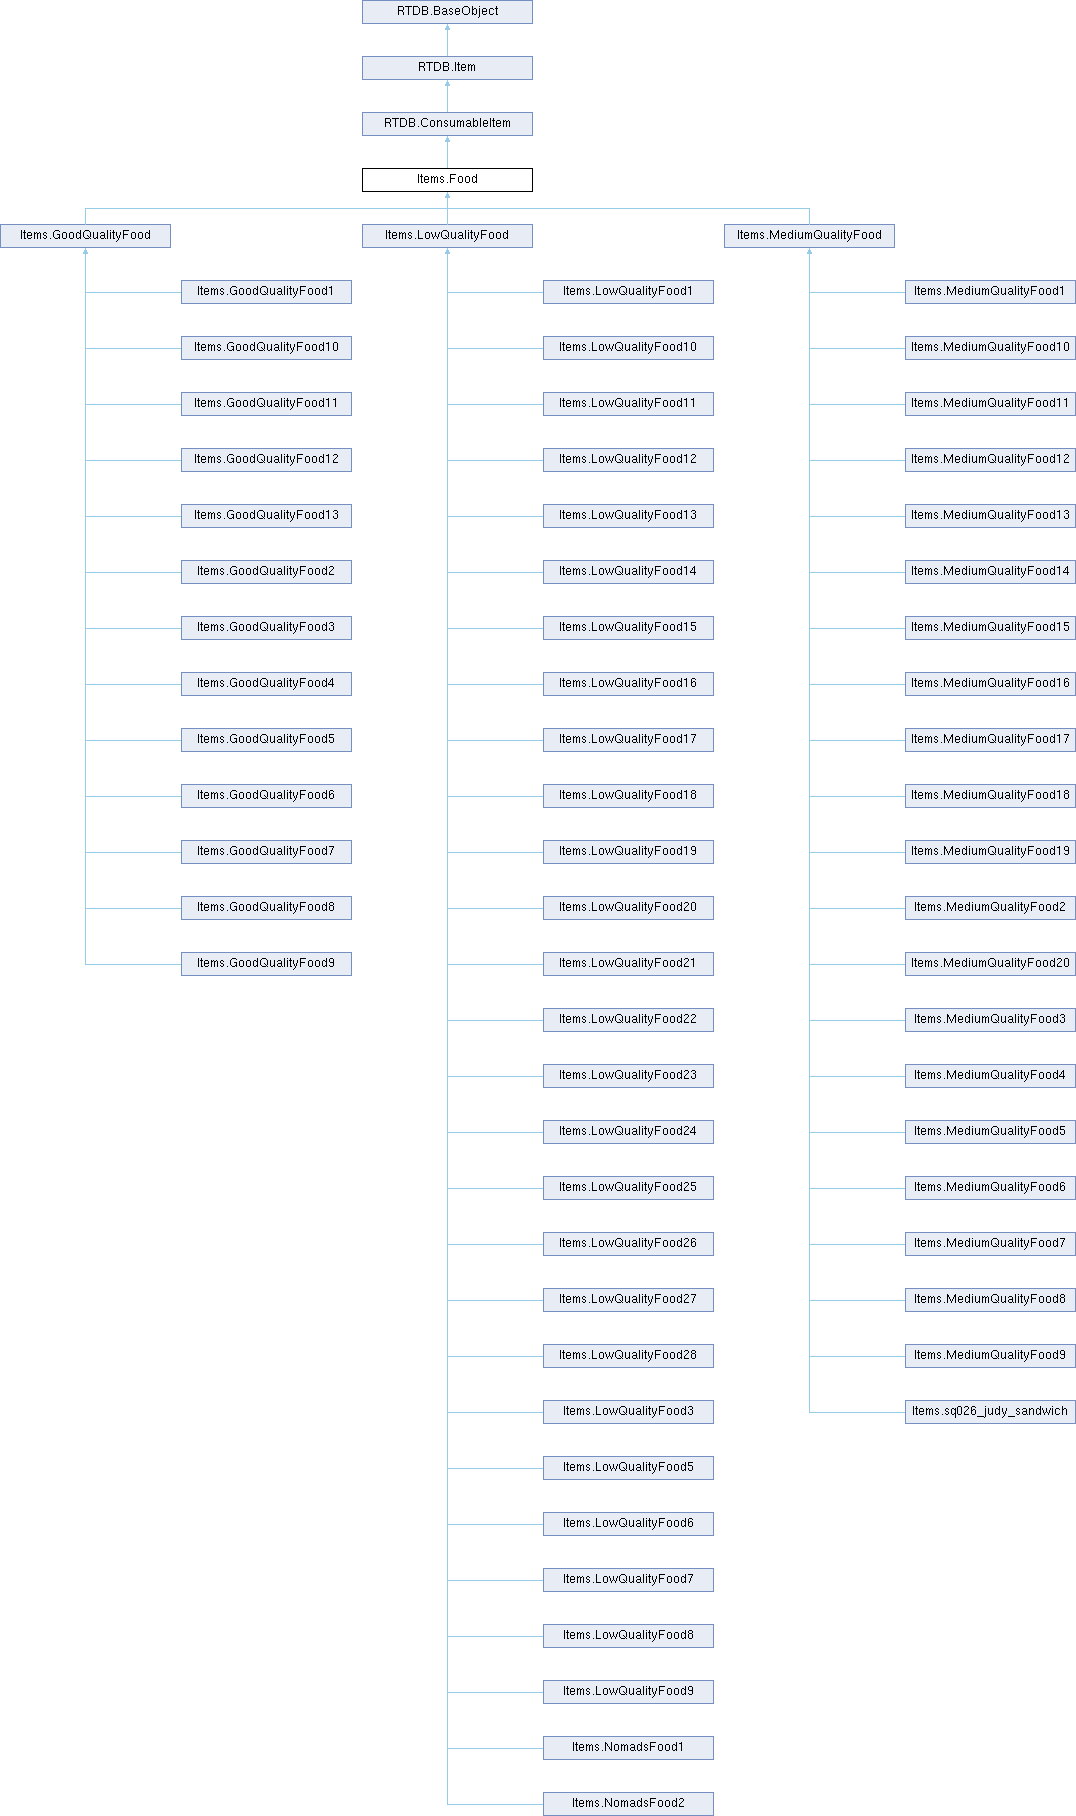 RTDB.BaseObject
RTDB.Item
RTDB.ConsumableItem
Items.Food
Items.GoodQualityFood
Items.LowQualityFood
Items.MediumQualityFood
Items.GoodQualityFood1
Items.LowQualityFood1
Items.MediumQualityFood1
Items.GoodQualityFood10
Items.LowQualityFood10
Items.MediumQualityFood10
Items.GoodQualityFood11
Items.LowQualityFood11
Items.MediumQualityFood11
Items.GoodQualityFood12
Items.LowQualityFood12
Items.MediumQualityFood12
Items.GoodQualityFood13
Items.LowQualityFood13
Items.MediumQualityFood13
Items.GoodQualityFood2
Items.LowQualityFood14
Items.MediumQualityFood14
Items.GoodQualityFood3
Items.LowQualityFood15
Items.MediumQualityFood15
Items.GoodQualityFood4
Items.LowQualityFood16
Items.MediumQualityFood16
Items.GoodQualityFood5
Items.LowQualityFood17
Items.MediumQualityFood17
Items.GoodQualityFood6
Items.LowQualityFood18
Items.MediumQualityFood18
Items.GoodQualityFood7
Items.LowQualityFood19
Items.MediumQualityFood19
Items.GoodQualityFood8
Items.LowQualityFood20
Items.MediumQualityFood2
Items.GoodQualityFood9
Items.LowQualityFood21
Items.MediumQualityFood20
Items.LowQualityFood22
Items.MediumQualityFood3
Items.LowQualityFood23
Items.MediumQualityFood4
Items.LowQualityFood24
Items.MediumQualityFood5
Items.LowQualityFood25
Items.MediumQualityFood6
Items.LowQualityFood26
Items.MediumQualityFood7
Items.LowQualityFood27
Items.MediumQualityFood8
Items.LowQualityFood28
Items.MediumQualityFood9
Items.LowQualityFood3
Items.sq026_judy_sandwich
Items.LowQualityFood5
Items.LowQualityFood6
Items.LowQualityFood7
Items.LowQualityFood8
Items.LowQualityFood9
Items.NomadsFood1
Items.NomadsFood2